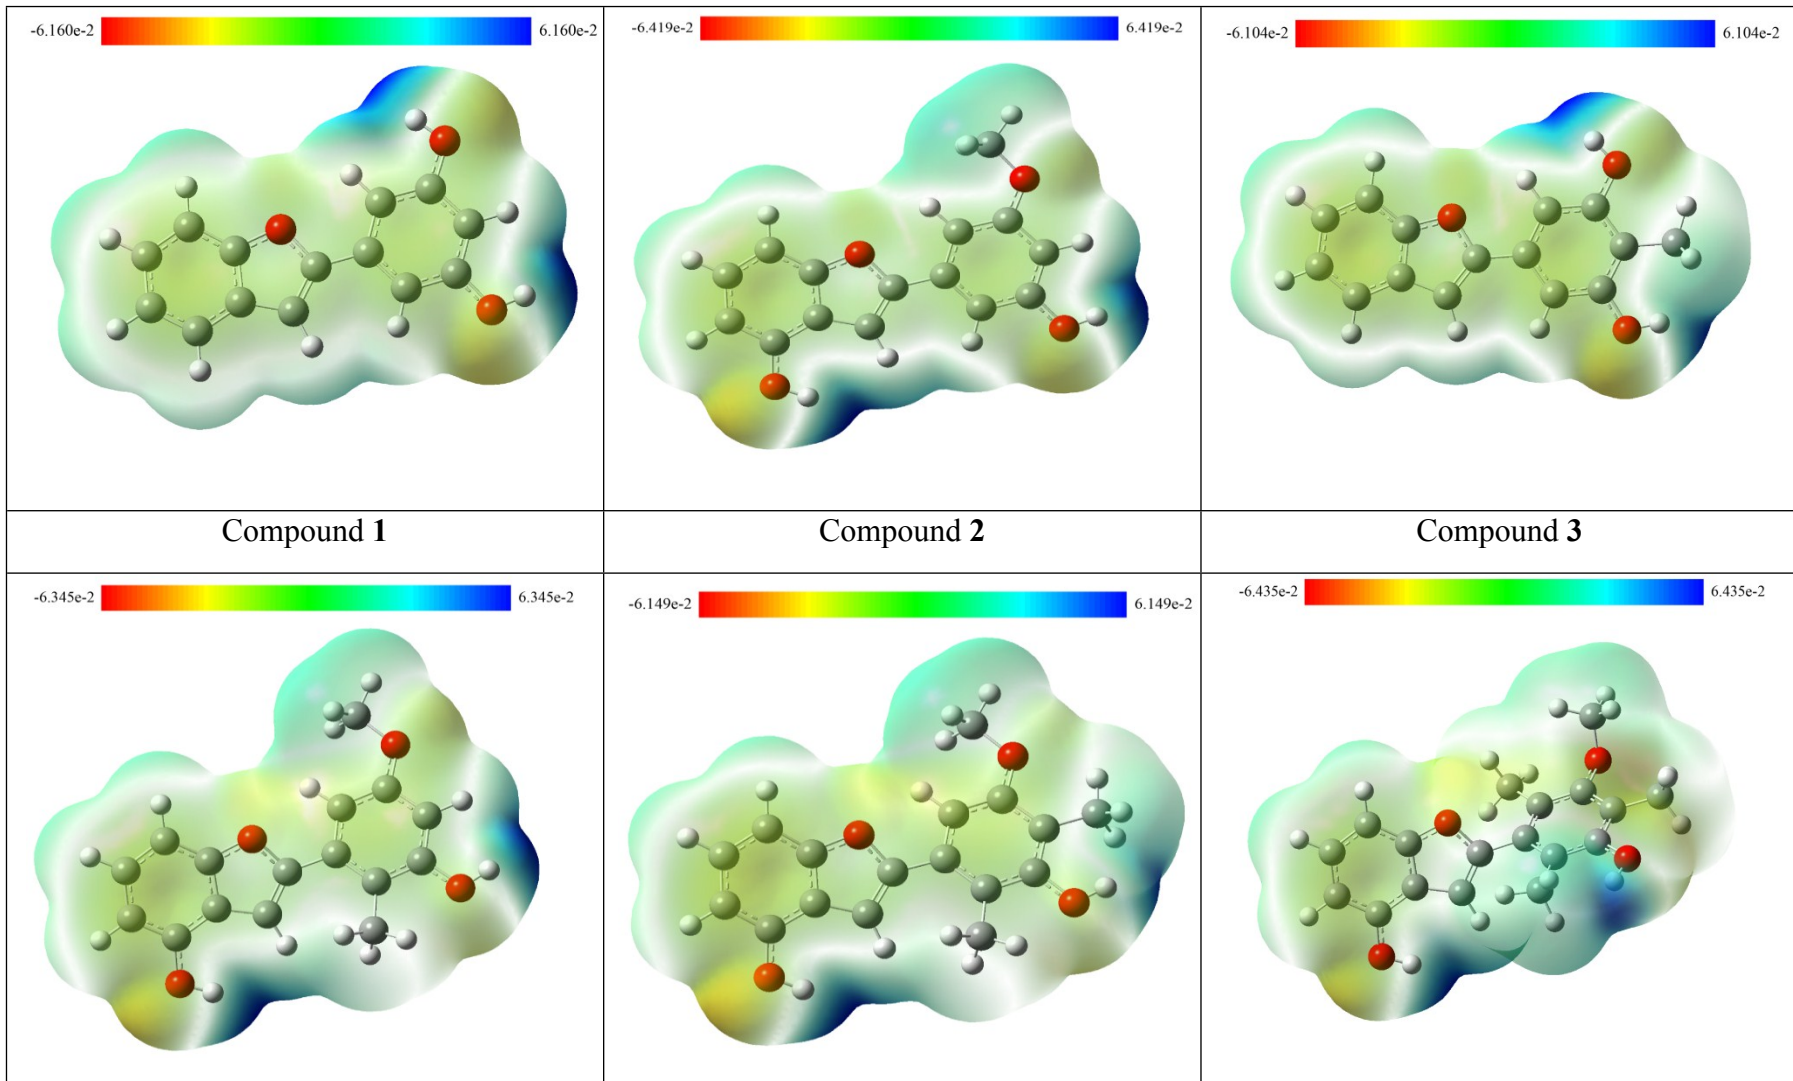 -6.160e-2 6.160e-2
-6.419e-2 6.419e-2
-6.104e-2 6.104e-2
Compound 1
Compound 2
Compound 3
-6.345e-2 6.345e-2
-6.149e-2 6.149e-2
-6.435e-2 6.435e-2